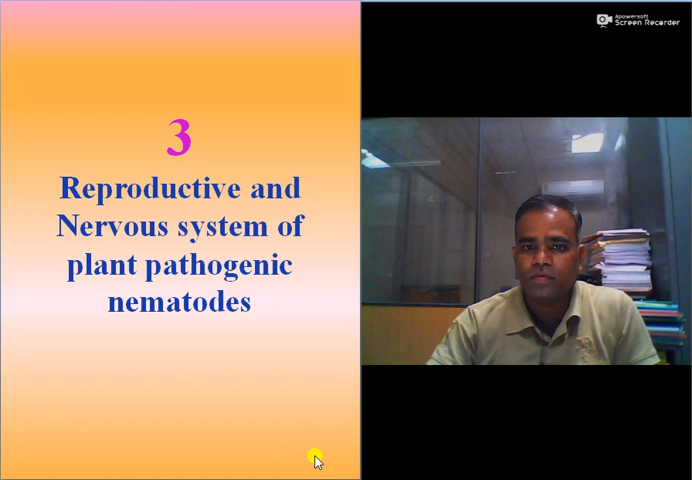 3
Reproductive and
Nervous system of
plant pathogenic
nematodes
Apowersoft
Screen Recorder